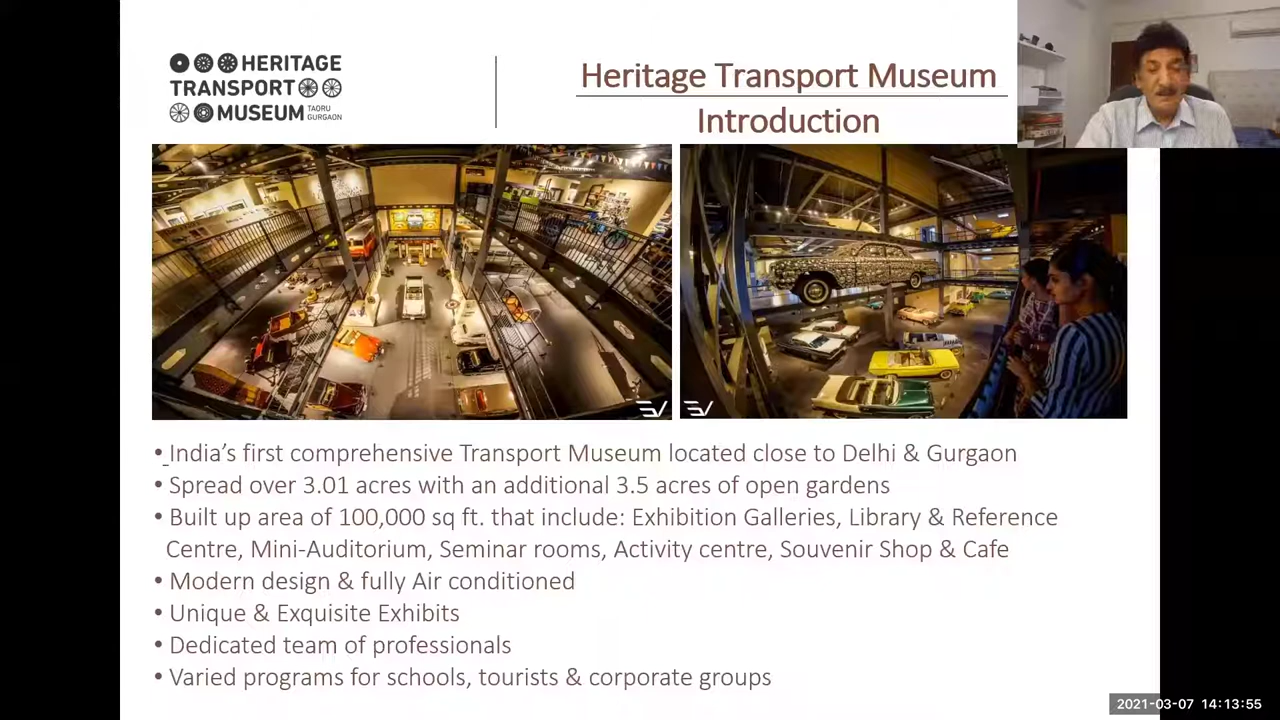 HERITAGE
TRANSPORT
MUSEUM TAORU GURGAON
Heritage Transport Museum
Introduction
• India's first comprehensive Transport Museum located close to Delhi & Gurgaon
• Spread over 3.01 acres with an additional 3.5 acres of open gardens
• Built up area of 100,000 sq ft. that include: Exhibition Galleries, Library & Reference
Centre, Mini-Auditorium, Seminar rooms, Activity centre, Souvenir Shop & Cafe
• Modern design & fully Air conditioned
• Unique & Exquisite Exhibits
• Dedicated team of professionals
• Varied programs for schools, tourists & corporate groups
2021-03-07 14:13:55